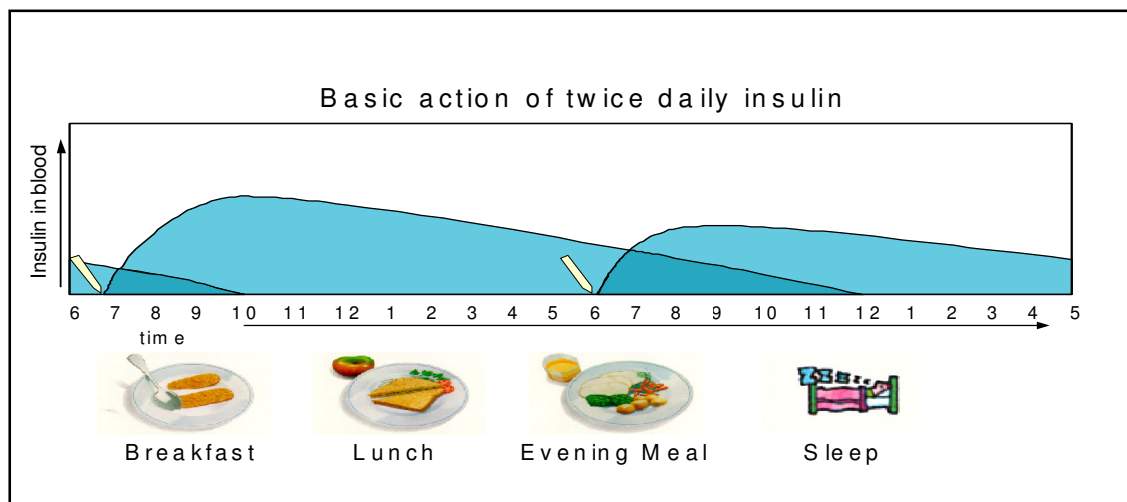 Basic action of twice daily insulin
Insulin in blood
6 7 8 9 10 11 12 1 2 3 4 5 6 7 8 9 10 11 12 1 2 3 4 5
time
ZZzzzz
Breakfast Lunch Evening Meal Sleep